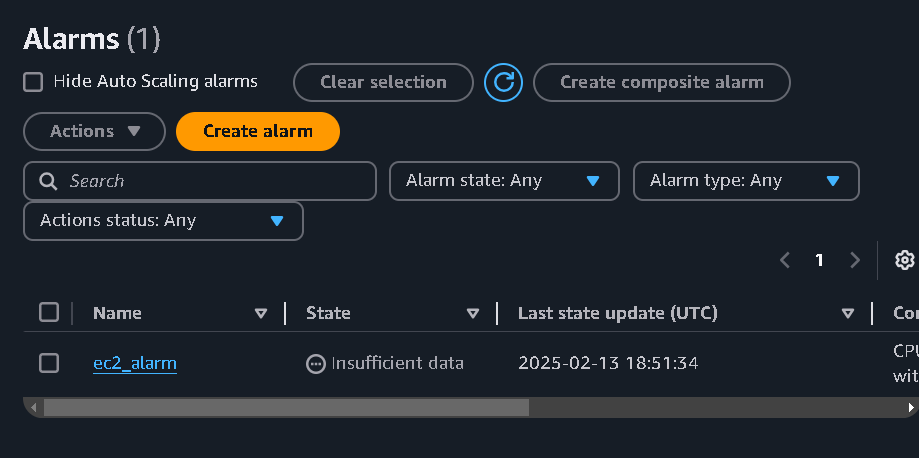 Alarms (1)
Hide Auto Scaling alarms
Clear selection
Create composite alarm
Actions
Create alarm
Search
Alarm state: Any
Alarm type: Any
Actions status: Any
1
Name
State
Last state update (UTC)
Co
ec2_alarm
Insufficient data
2025-02-13 18:51:34
CPU
wit